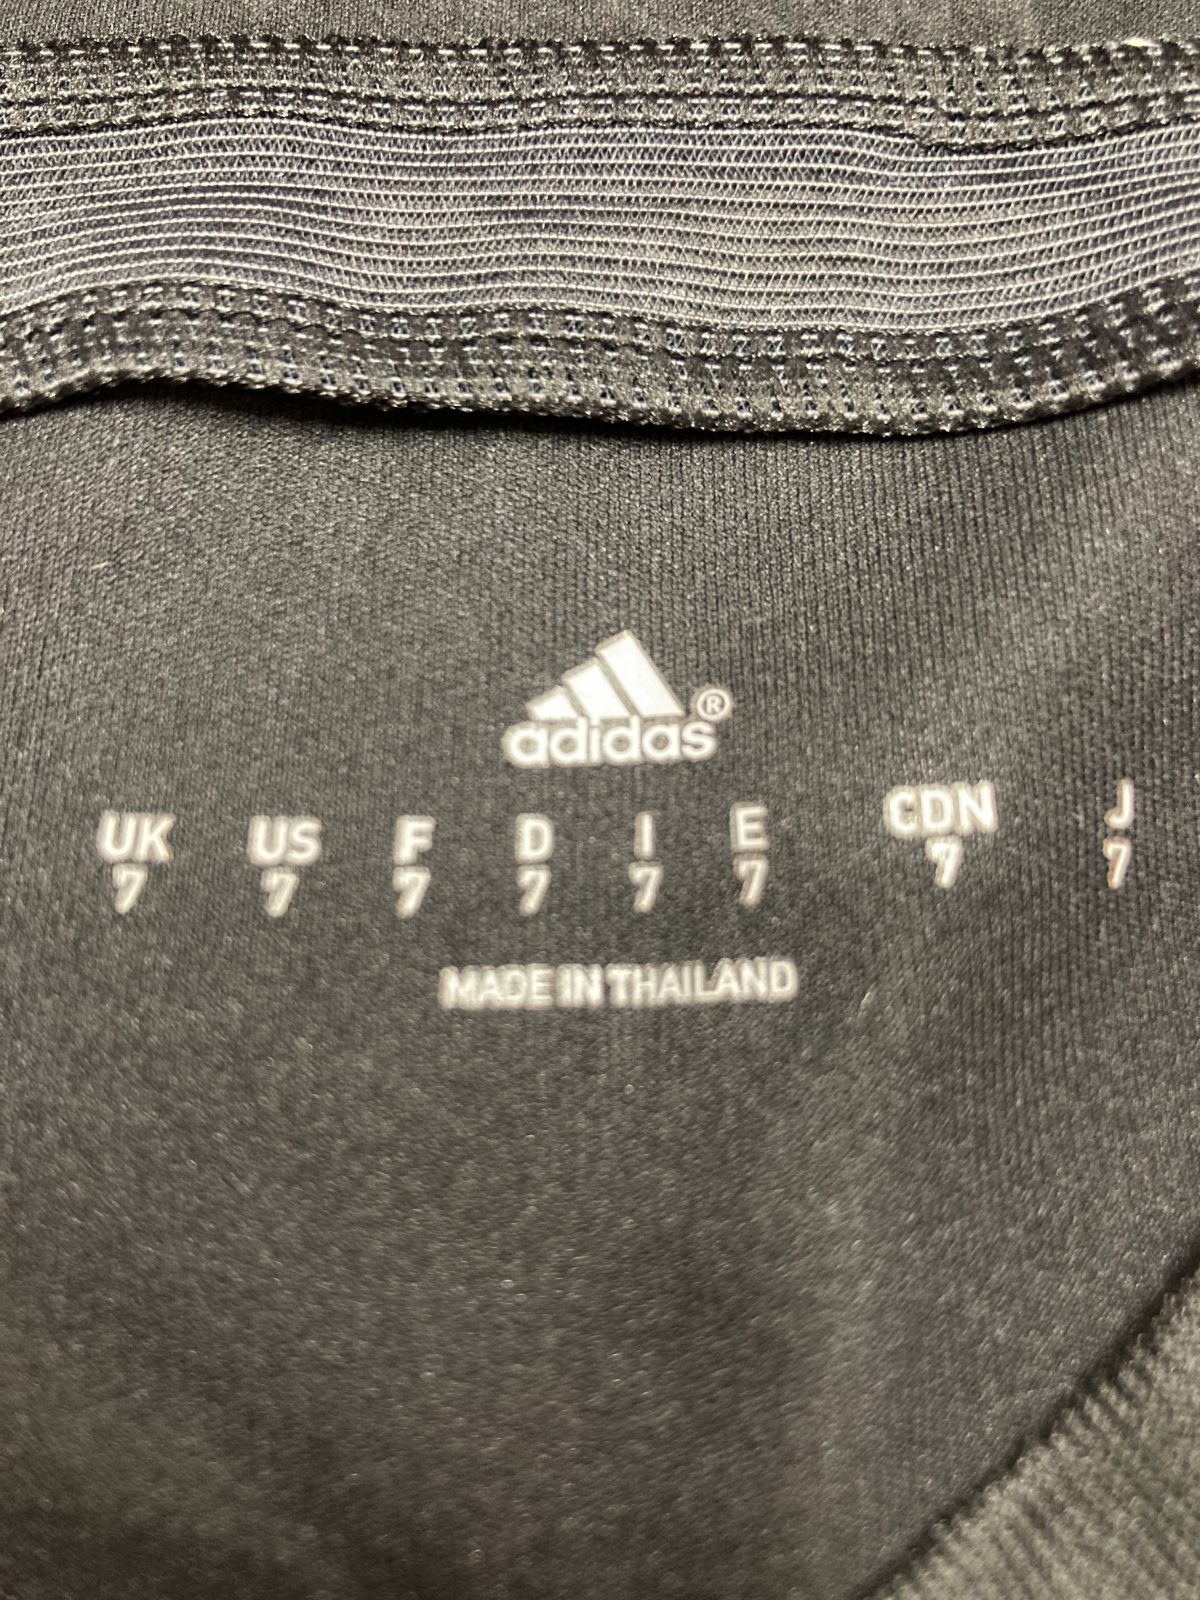 adidas®
UK US F D I E CDN J
7 7 7 7 7 7 7 7
MADE IN THAILAND